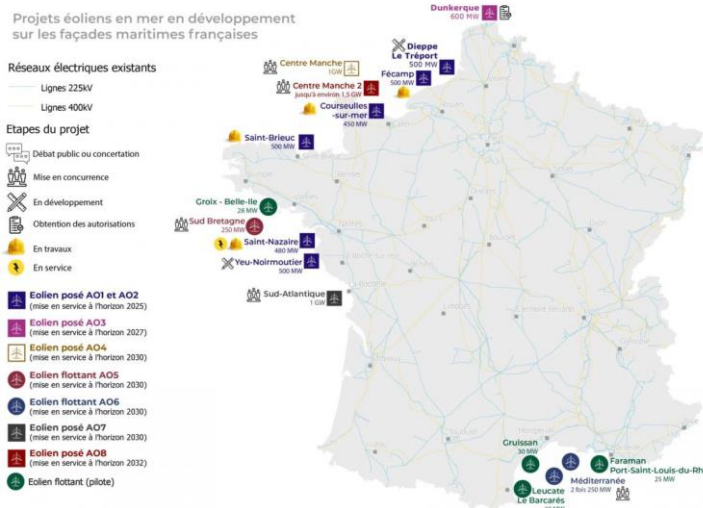 Projets éoliens en mer en développement
sur les façades maritimes françaises
Réseaux électriques existants
Lignes 225kV
Lignes 400kV
Etapes du projet
Débat public ou concertation
Mise en concurrence
En développement
Obtention des autorisations
En travaux
En service
Eolien posé AO1 et AO2
(mise en service à l'horizon 2025)
Eolien posé AO3
(mise en service à l'horizon 2027)
Eolien posé AO4
(mise en service à l'horizon 2030)
Eolien flottant AO5
(mise en service à l'horizon 2030)
Eolien flottant AO6
(mise en service à l'horizon 2030)
Eolien posé AO7
(mise en service à l'horizon 2030)
Eolien posé AO8
(mise en service à l'horizon 2032)
Eolien flottant (pilote)
Dunkerque
600 MW
Dieppe
Le Tréport
500 MW
Centre Manche
1GW
Fécamp
500 MW
Centre Manche 2
jusqu'à environ 1,5 GW
Courseulles
-sur-mer
450 MW
Saint-Brieuc
500 MW
Groix - Belle-Ile
28 MW
Sud Bretagne
250 MW
Saint-Nazaire
480 MW
Yeu-Noirmoutier
500 MW
Sud-Atlantique
1 GW
Gruissan
30 MW
Faraman
Port-Saint-Louis-du-Rh
25 MW
Méditerranée
2 fois 250 MW
Leucate
Le Barcarès